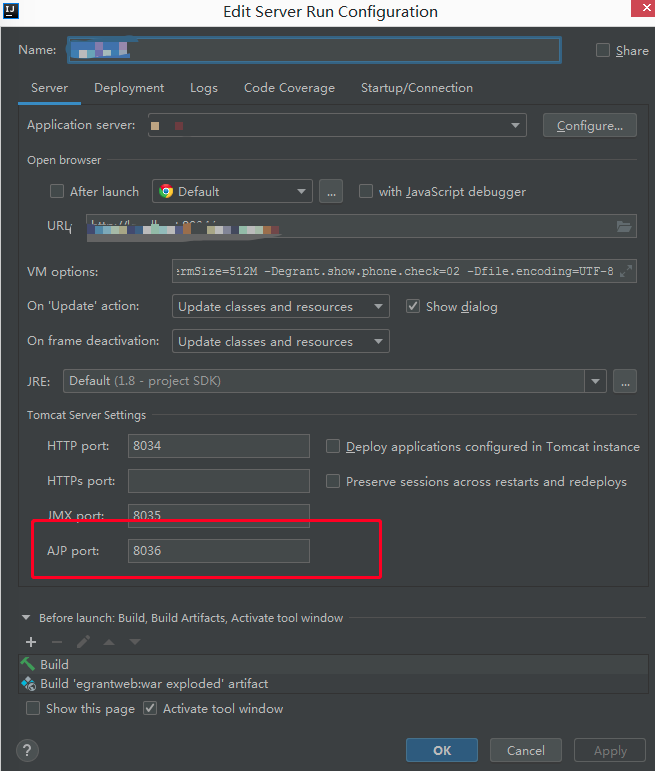 Edit Server Run Configuration
Name:
Share
Server Deployment Logs Code Coverage Startup/Connection
Application server:
Configure...
Open browser
After launch Default ... with JavaScript debugger
URL:
VM options: ermSize=512M -Degrant.show.phone.check=02 -Dfile.encoding=UTF-8
On 'Update' action: Update classes and resources Show dialog
On frame deactivation: Update classes and resources
JRE: Default (1.8 - project SDK) ...
Tomcat Server Settings
HTTP port: 8034 Deploy applications configured in Tomcat instance
HTTPs port: Preserve sessions across restarts and redeploys
JMX port: 8035
AJP port: 8036
Before launch: Build, Build Artifacts, Activate tool window
Build
Build 'egrantweb:war exploded' artifact
Show this page Activate tool window
? OK Cancel Apply